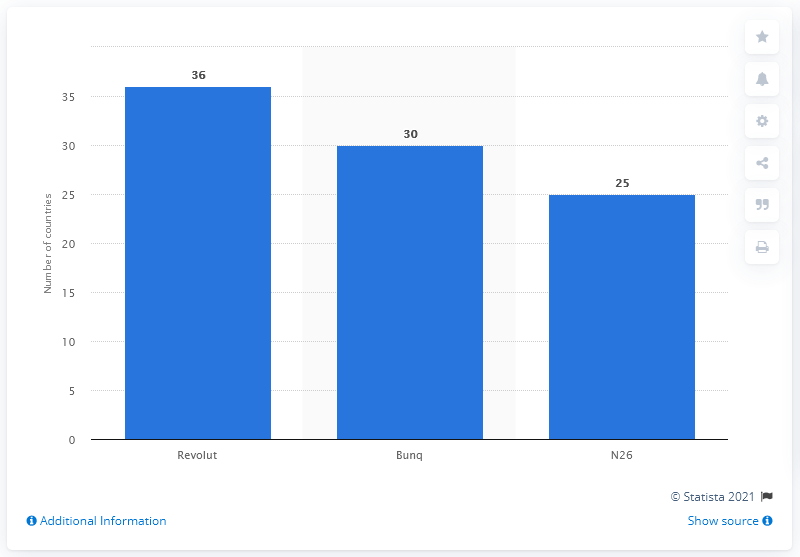 36
30
25
Number of countries
35
30
25
20
15
10
5
0
Revolut
Bunq
N26
© Statista 2021
Additional Information
Show source